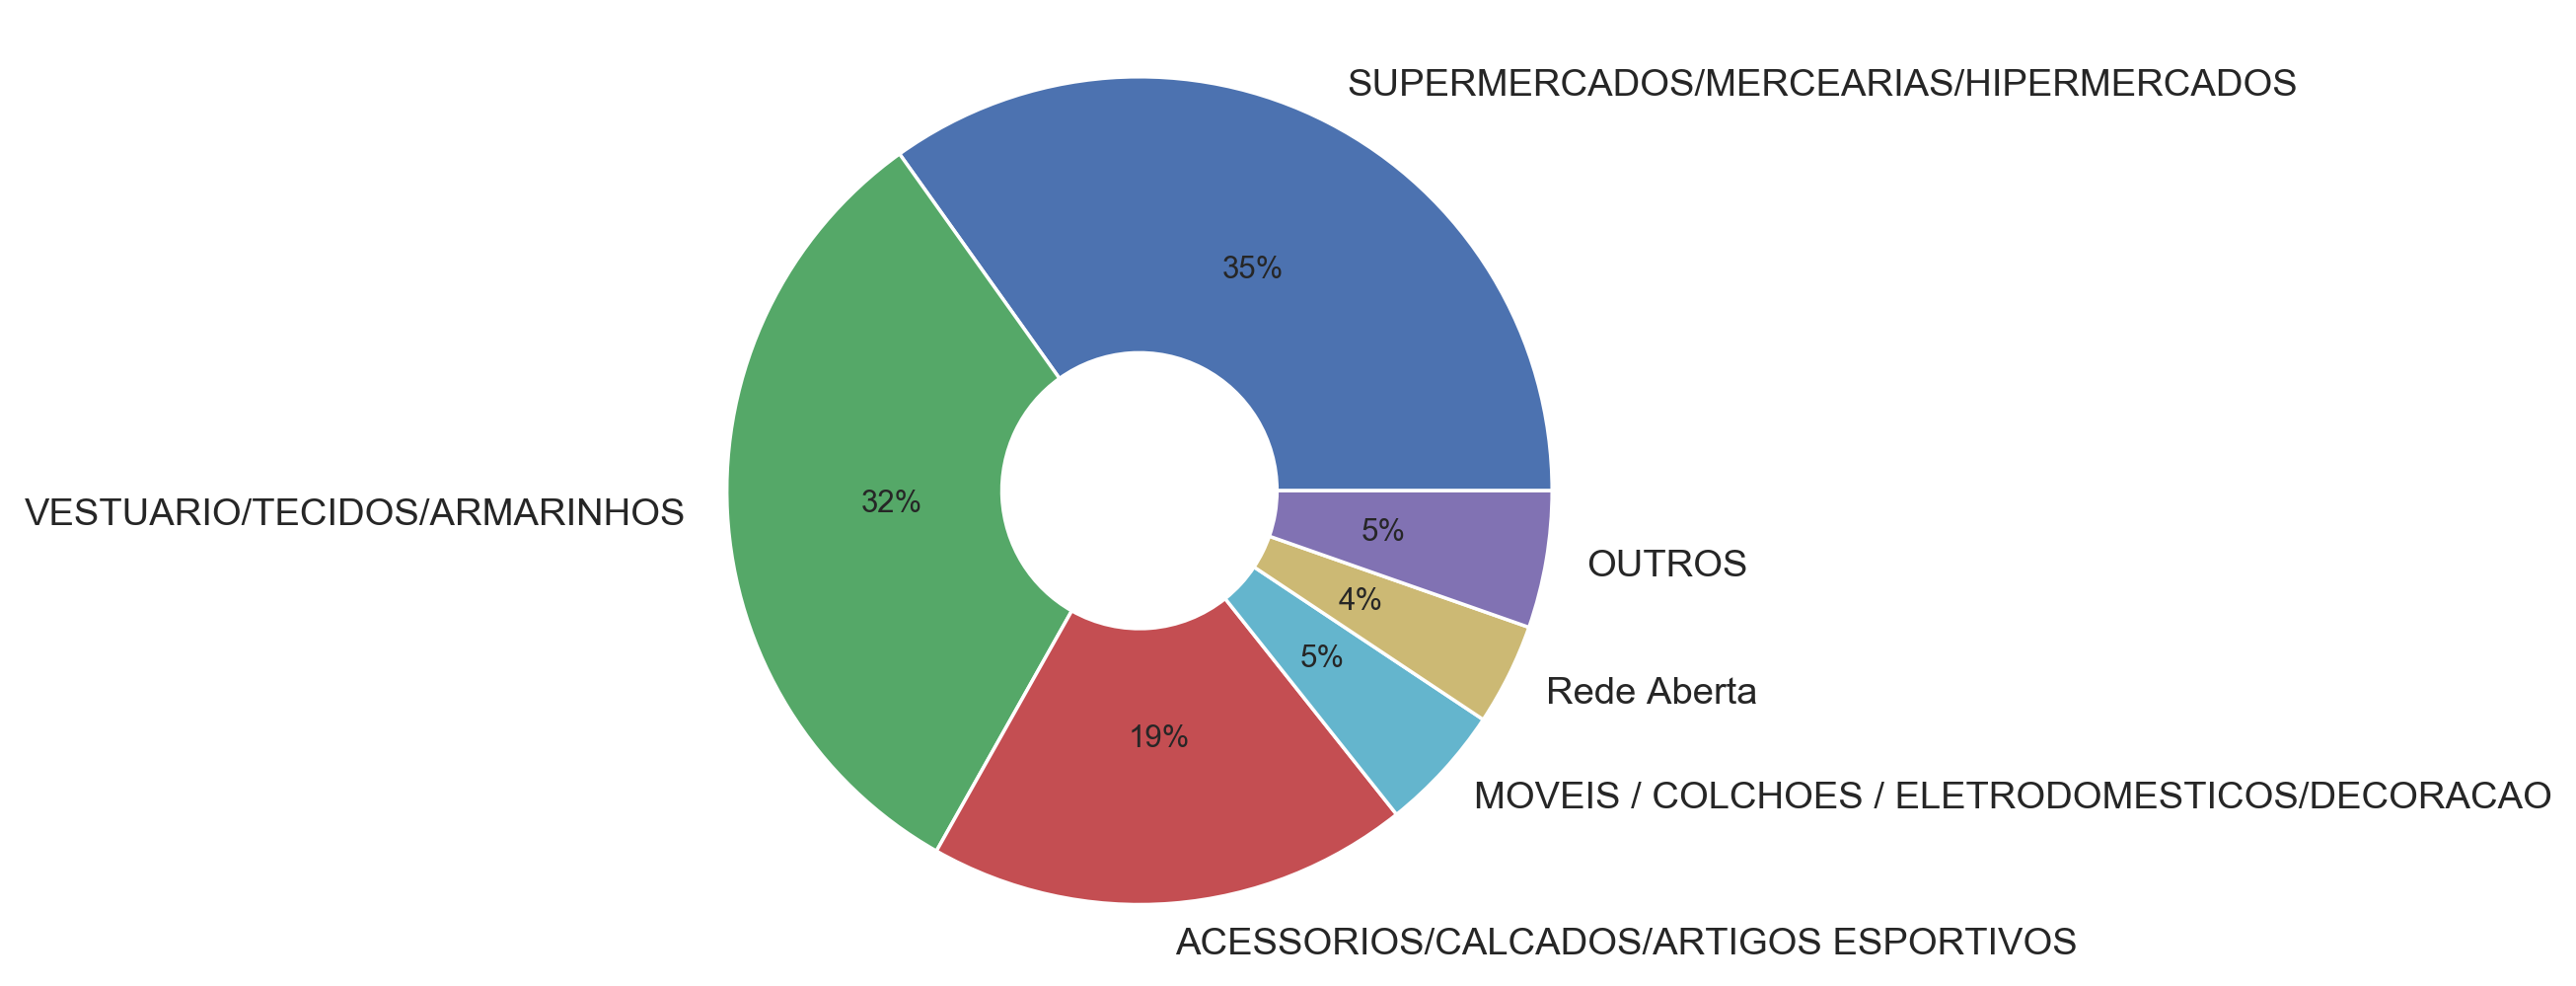 SUPERMERCADOS/MERCEARIAS/HIPERMERCADOS
35%
VESTUARIO/TECIDOS/ARMARINHOS
32%
5%
OUTROS
4%
Rede Aberta
5%
MOVEIS / COLCHOES / ELETRODOMESTICOS/DECORACAO
19%
ACESSORIOS/CALCADOS/ARTIGOS ESPORTIVOS